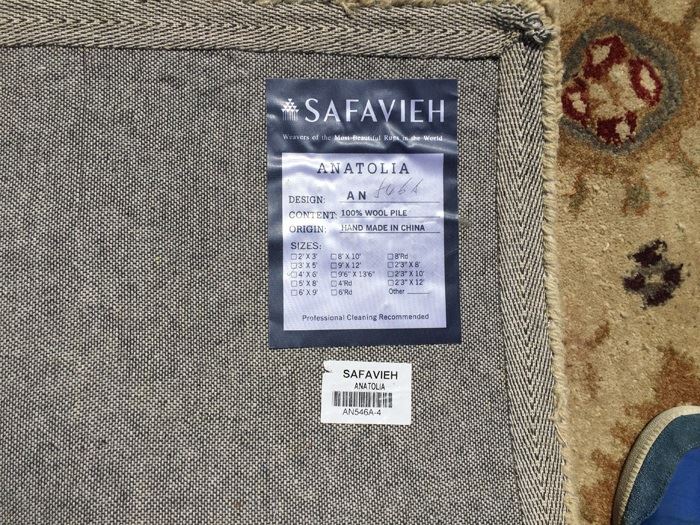 SAFAVIEH
Weavers of the Most Beautiful Rugs in the World
ANATOLIA
DESIGN: AN
CONTENT: 100% WOOL PILE
ORIGIN: HAND MADE IN CHINA
SIZES:
2' X 3' 8' X 10' 8'Rd
3' X 5' 9' X 12' 2'3" X 8'
4' X 6' 9'6" X 13'6" 2'3" X 10'
5' X 8' 4'Rd 2'3" X 12'
6' X 9' 6'Rd Other
Professional Cleaning Recommended
SAFAVIEH
ANATOLIA
AN546A-4